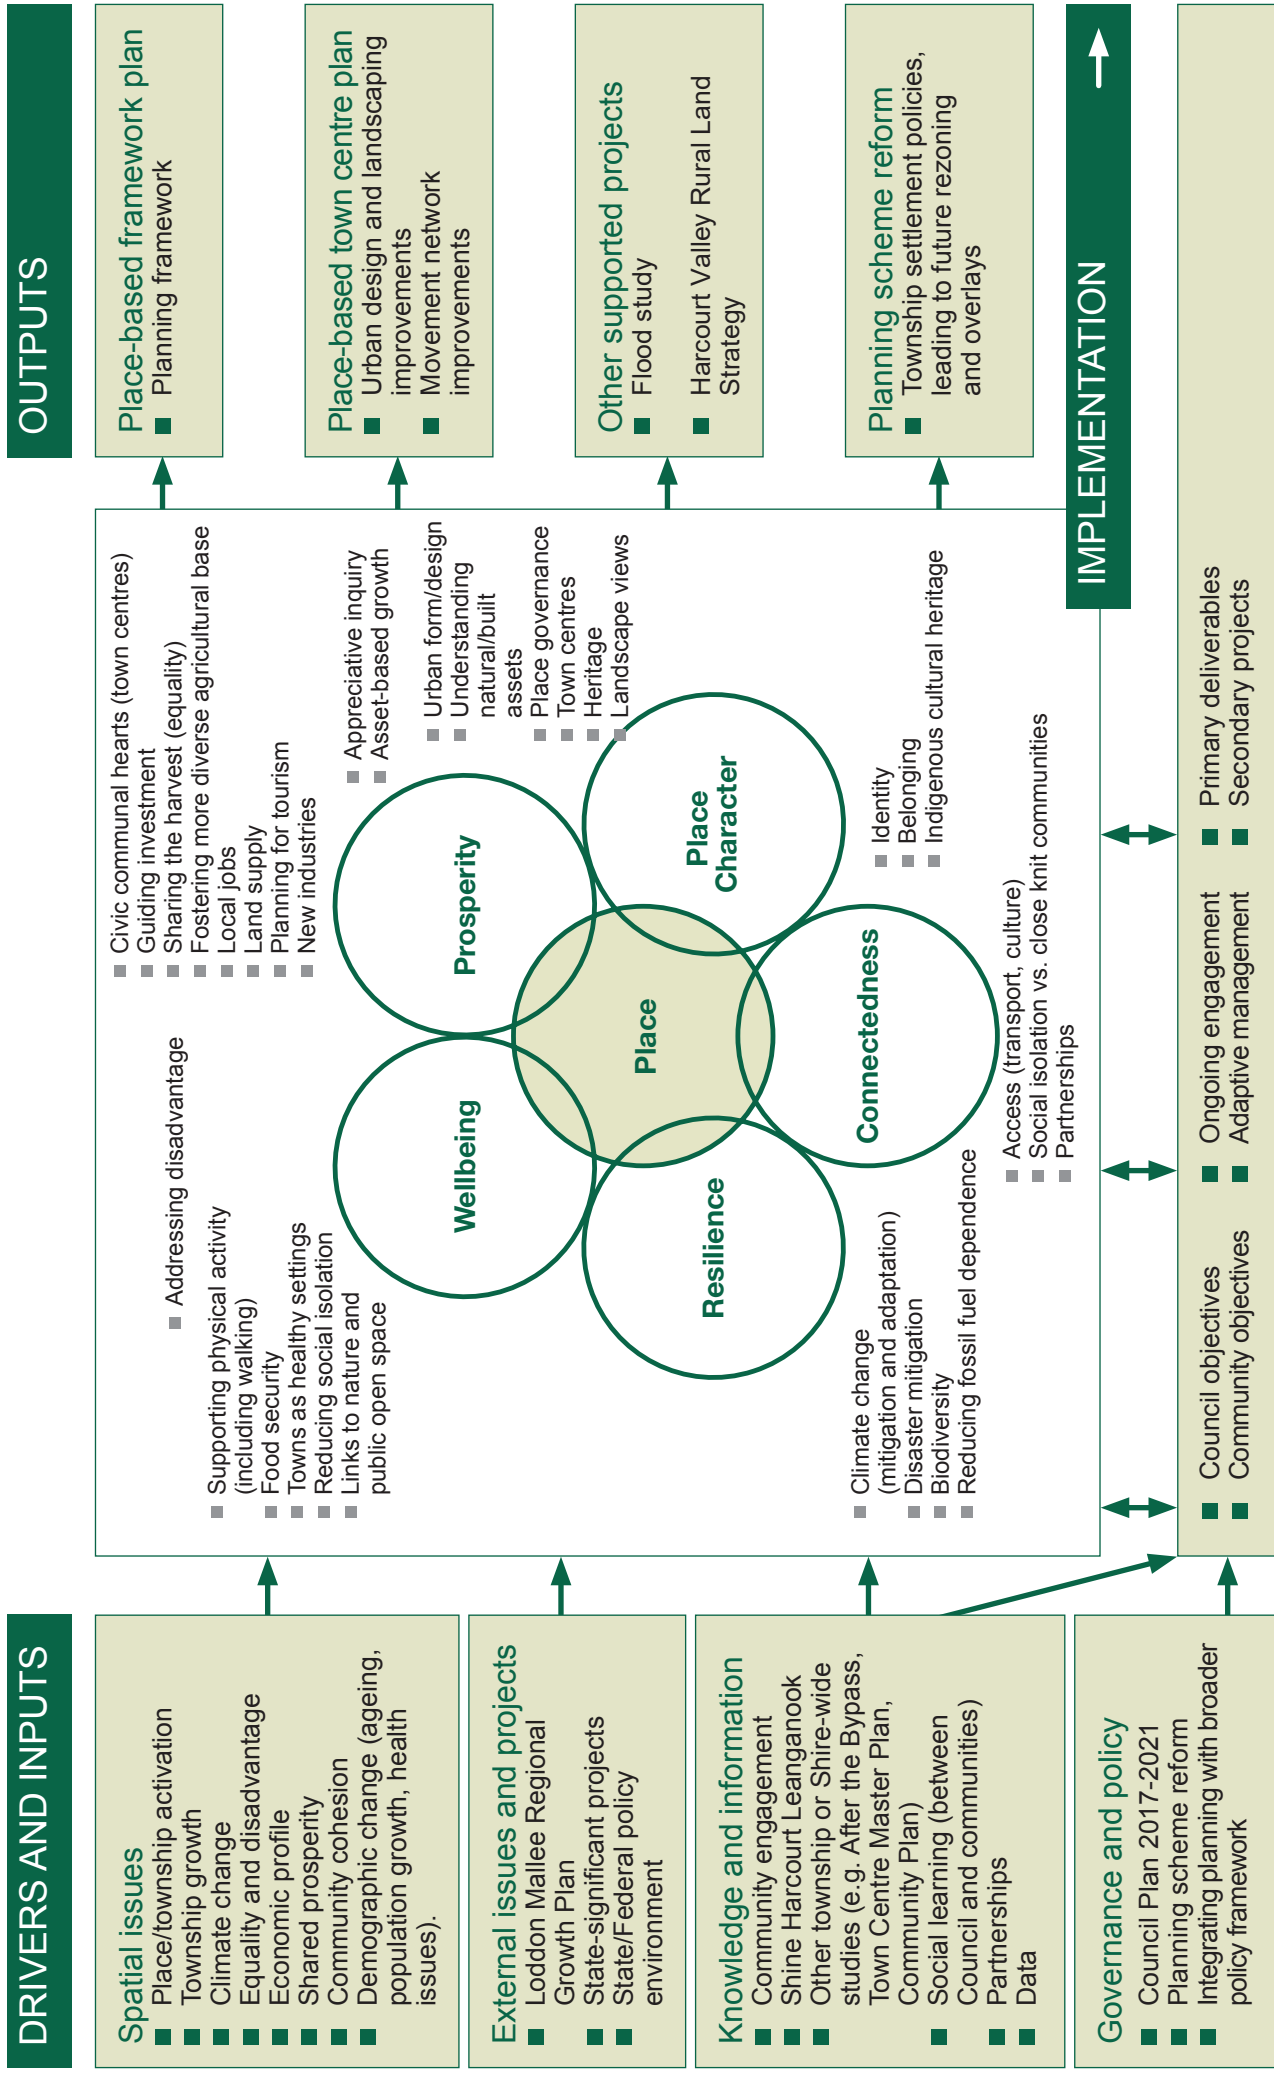 DRIVERS AND INPUTS
Spatial issues
Place/township activation
Township growth
Climate change
Equality and disadvantage
Economic profile
Shared prosperity
Community cohesion
Demographic change (ageing,
population growth, health
issues).
External issues and projects
Loddon Mallee Regional
Growth Plan
State-significant projects
State/Federal policy
environment
Knowledge and information
Community engagement
Shine Harcourt Leanganook
Other township or Shire-wide
studies (e.g. After the Bypass,
Town Centre Master Plan,
Community Plan)
Social learning (between
Council and communities)
Partnerships
Data
Governance and policy
Council Plan 2017-2021
Planning scheme reform
Integrating planning with broader
policy framework
Addressing disadvantage
Supporting physical activity
(including walking)
Food security
Towns as healthy settings
Reducing social isolation
Links to nature and
public open space
Civic communal hearts (town centres)
Guiding investment
Sharing the harvest (equality)
Fostering more diverse agricultural base
Local jobs
Land supply
Planning for tourism
New industries
Appreciative inquiry
Asset-based growth
Urban form/design
Understanding
natural/built
assets
Place governance
Town centres
Heritage
Landscape views
Wellbeing
Prosperity
Place
Resilience
Place
Character
Connectedness
Climate change
(mitigation and adaptation)
Disaster mitigation
Biodiversity
Reducing fossil fuel dependence
Identity
Belonging
Indigenous cultural heritage
Access (transport, culture)
Social isolation vs. close knit communities
Partnerships
OUTPUTS
Place-based framework plan
Planning framework
Place-based town centre plan
Urban design and landscaping
improvements
Movement network
improvements
Other supported projects
Flood study
Harcourt Valley Rural Land
Strategy
Planning scheme reform
Township settlement policies,
leading to future rezoning
and overlays
IMPLEMENTATION
Council objectives
Community objectives
Ongoing engagement
Adaptive management
Primary deliverables
Secondary projects